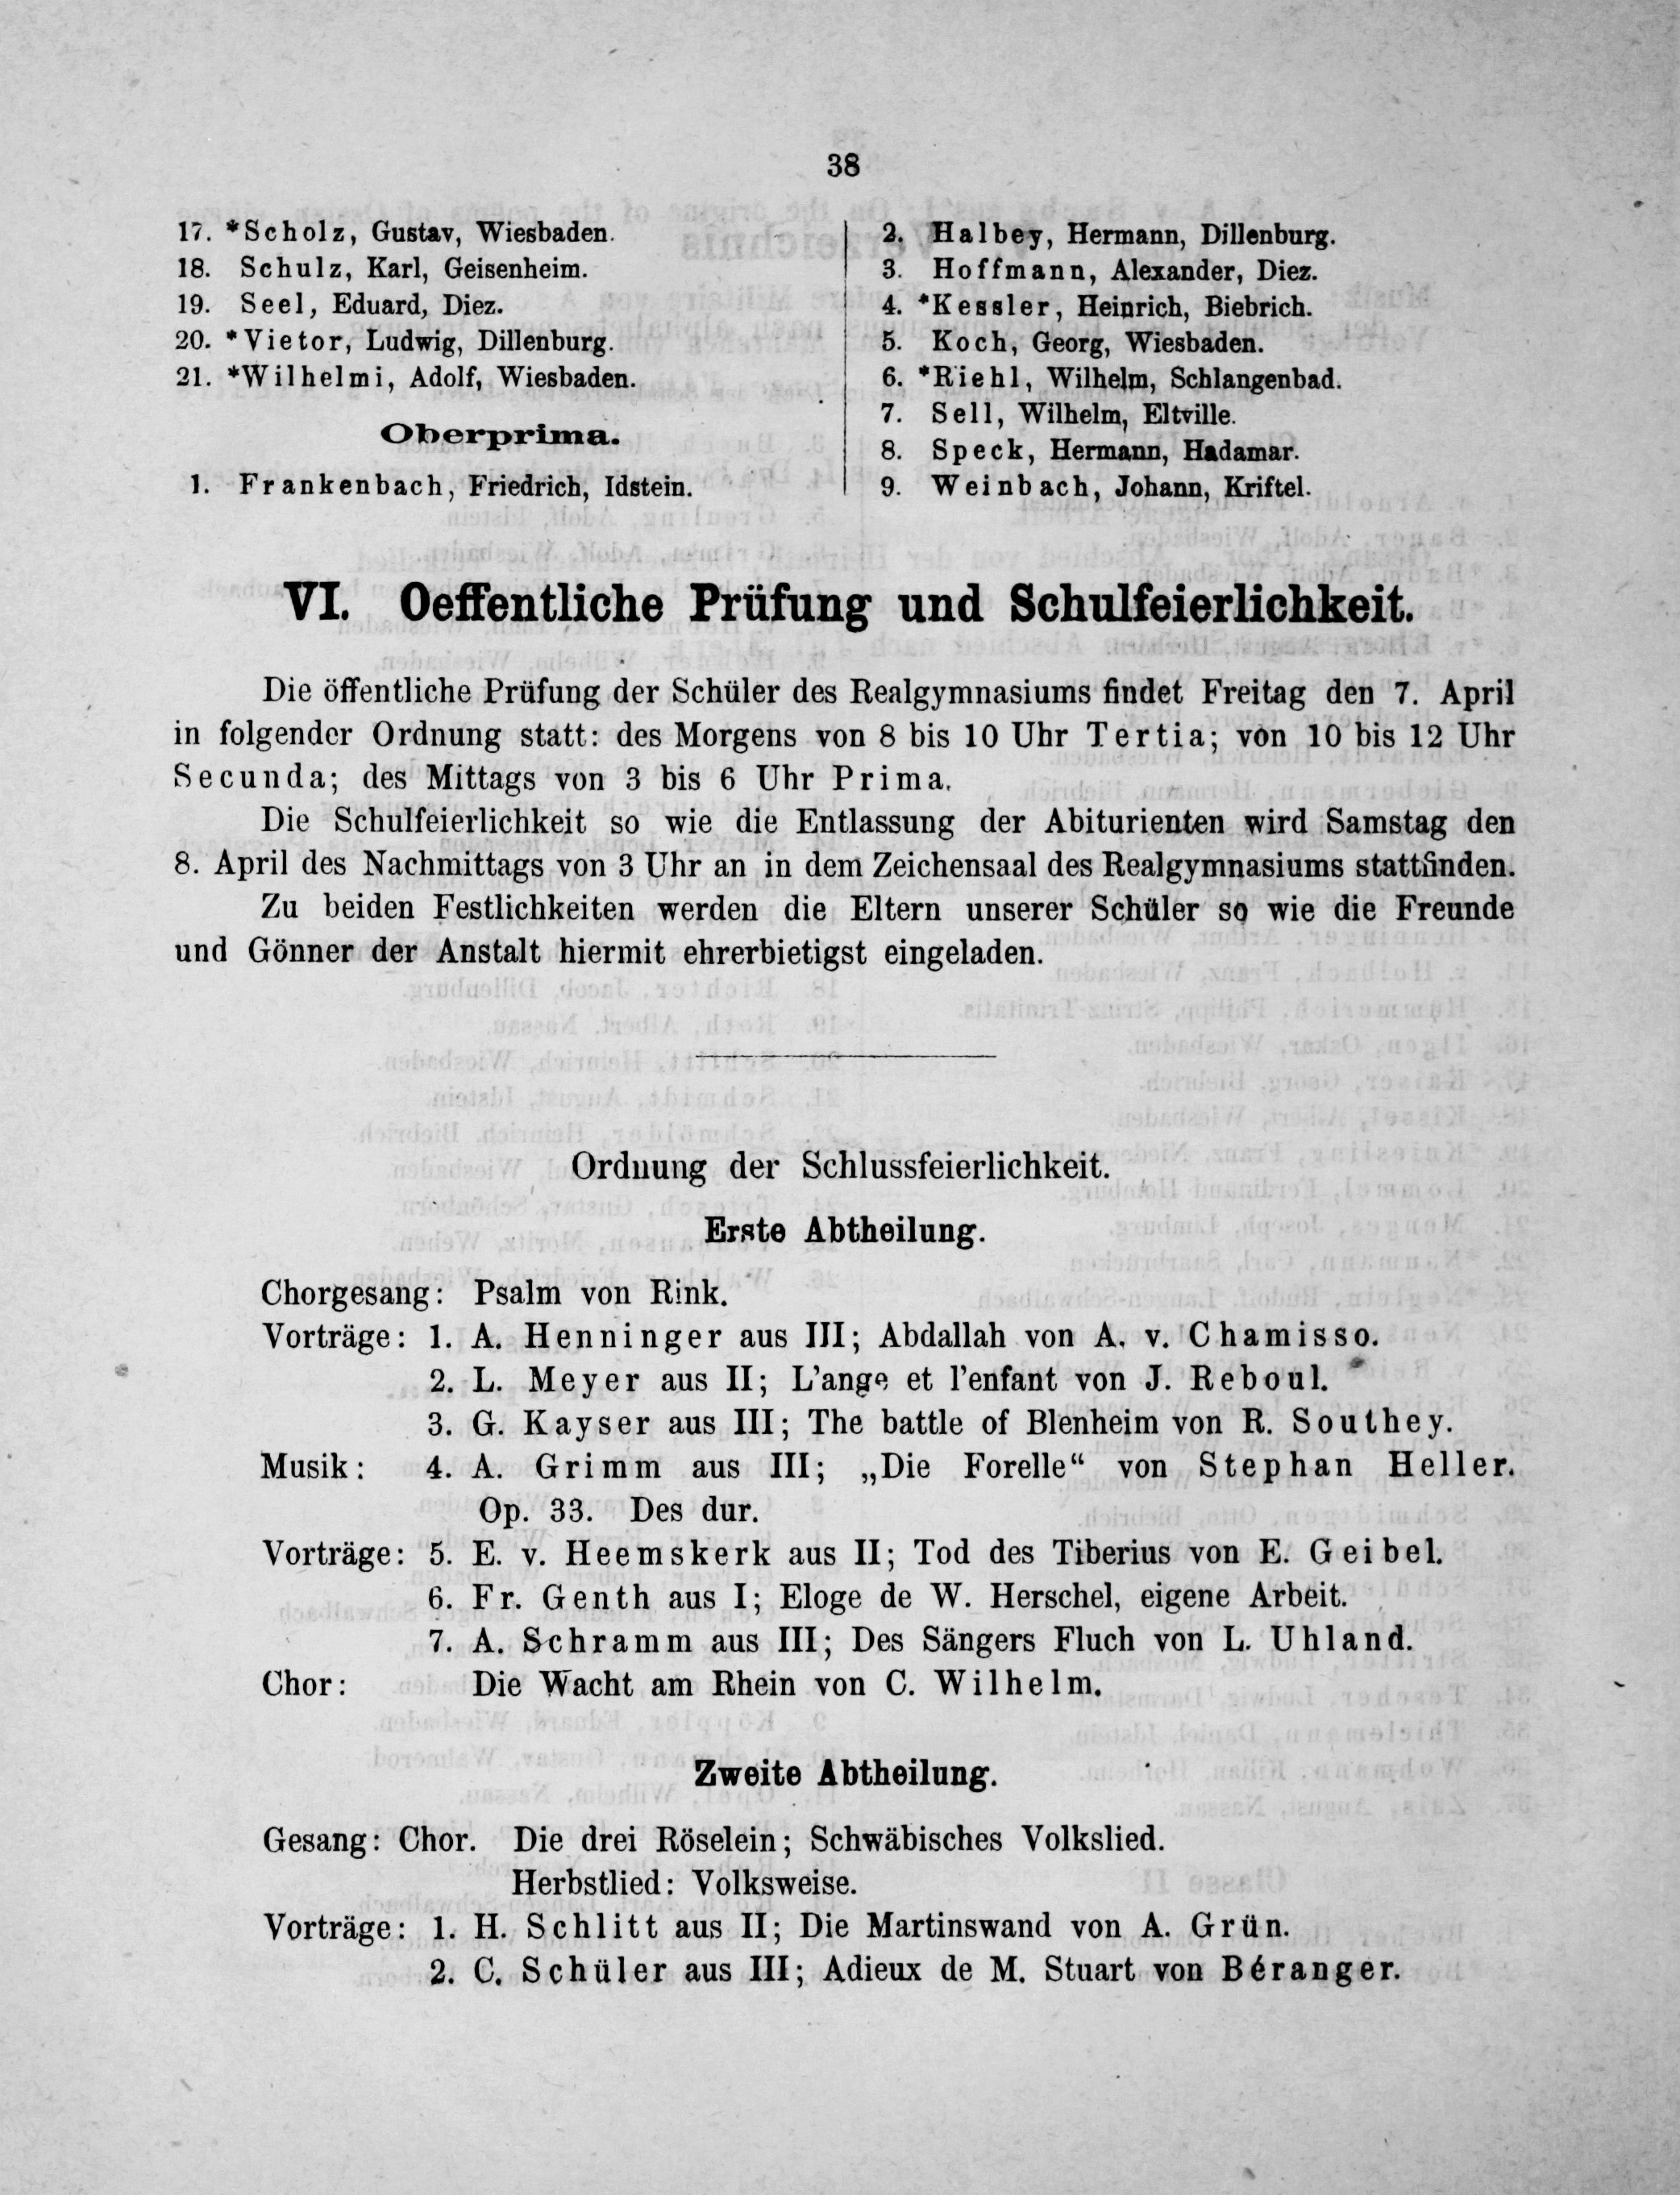 38
17. *Scholz, Gustav, Wiesbaden.
18. Schulz, Karl, Geisenheim.
19. Seel, Eduard, Diez.
20. *Vietor, Ludwig, Dillenburg.
21. *Wilhelmi, Adolf, Wiesbaden.
Oberprima.
1. Frankenbach, Friedrich, Idstein.
2. Halbey, Hermann, Dillenburg.
3. Hoffmann, Alexander, Diez.
4. *Kessler, Heinrich, Biebrich.
5. Koch, Georg, Wiesbaden.
6. *Riehl, Wilhelm, Schlangenbad.
7. Sell, Wilhelm, Eltville.
8. Speck, Hermann, Hadamar.
9. Weinbach, Johann, Kriftel.
VI. Oeffentliche Prüfung und Schulfeierlichkeit.
Die öffentliche Prüfung der Schüler des Realgymnasiums findet Freitag den 7. April
in folgender Ordnung statt: des Morgens von 8 bis 10 Uhr Tertia; von 10 bis 12 Uhr
Secunda; des Mittags von 3 bis 6 Uhr Prima.
Die Schulfeierlichkeit so wie die Entlassung der Abiturienten wird Samstag den
8. April des Nachmittags von 3 Uhr an in dem Zeichensaal des Realgymnasiums stattfinden.
Zu beiden Festlichkeiten werden die Eltern unserer Schüler so wie die Freunde
und Gönner der Anstalt hiermit ehrerbietigst eingeladen.
Ordnung der Schlussfeierlichkeit.
Erste Abtheilung.
Chorgesang: Psalm von Rink.
Vorträge: 1. A. Henninger aus III; Abdallah von A. v. Chamisso.
2. L. Meyer aus II; L'ange et l'enfant von J. Reboul.
3. G. Kayser aus III; The battle of Blenheim von R. Southey.
Musik: 4. A. Grimm aus III; „Die Forelle“ von Stephan Heller.
Op. 33. Des dur.
Vorträge: 5. E. v. Heemskerk aus II; Tod des Tiberius von E. Geibel.
6. Fr. Genth aus I; Eloge de W. Herschel, eigene Arbeit.
7. A. Schramm aus III; Des Sängers Fluch von L. Uhland.
Chor: Die Wacht am Rhein von C. Wilhelm.
Zweite Abtheilung.
Gesang: Chor. Die drei Röselein; Schwäbisches Volkslied.
Herbstlied: Volksweise.
Vorträge: 1. H. Schlitt aus II; Die Martinswand von A. Grün.
2. C. Schüler aus III; Adieux de M. Stuart von Béranger.